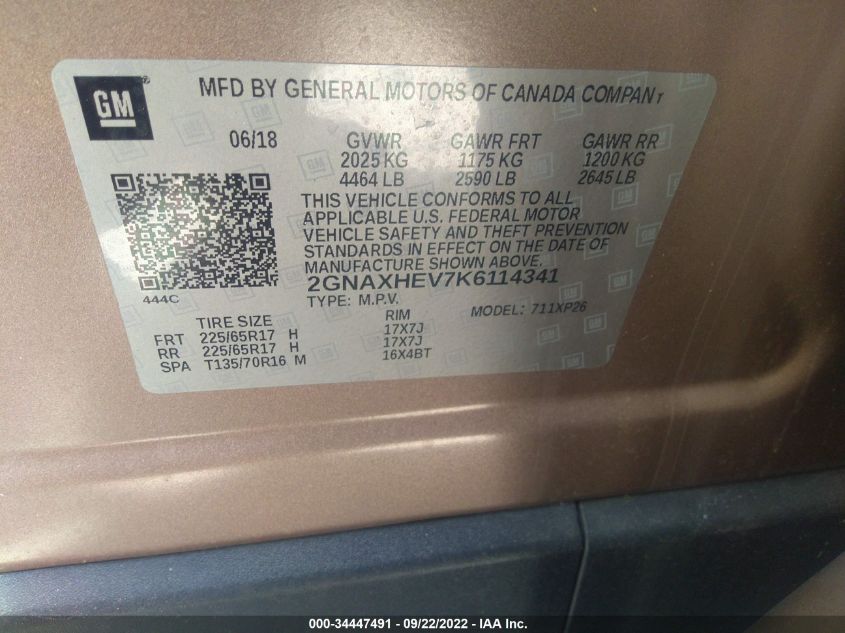 GM
MFD BY GENERAL MOTORS OF CANADA COMPANY
06/18 GVWR GAWR FRT GAWR RR
2025 KG 1175 KG 1200 KG
4464 LB 2590 LB 2645 LB
THIS VEHICLE CONFORMS TO ALL
APPLICABLE U.S. FEDERAL MOTOR
VEHICLE SAFETY AND THEFT PREVENTION
STANDARDS IN EFFECT ON THE DATE OF
MANUFACTURE SHOWN ABOVE.
444C 2GNAXHEV7K6114341
TYPE: M.P.V. MODEL: 711XP26
TIRE SIZE RIM
FRT 225/65R17 H 17X7J
RR 225/65R17 H 17X7J
SPA T135/70R16 M 16X4BT
000-34447491 - 09/22/2022 - IAA Inc.